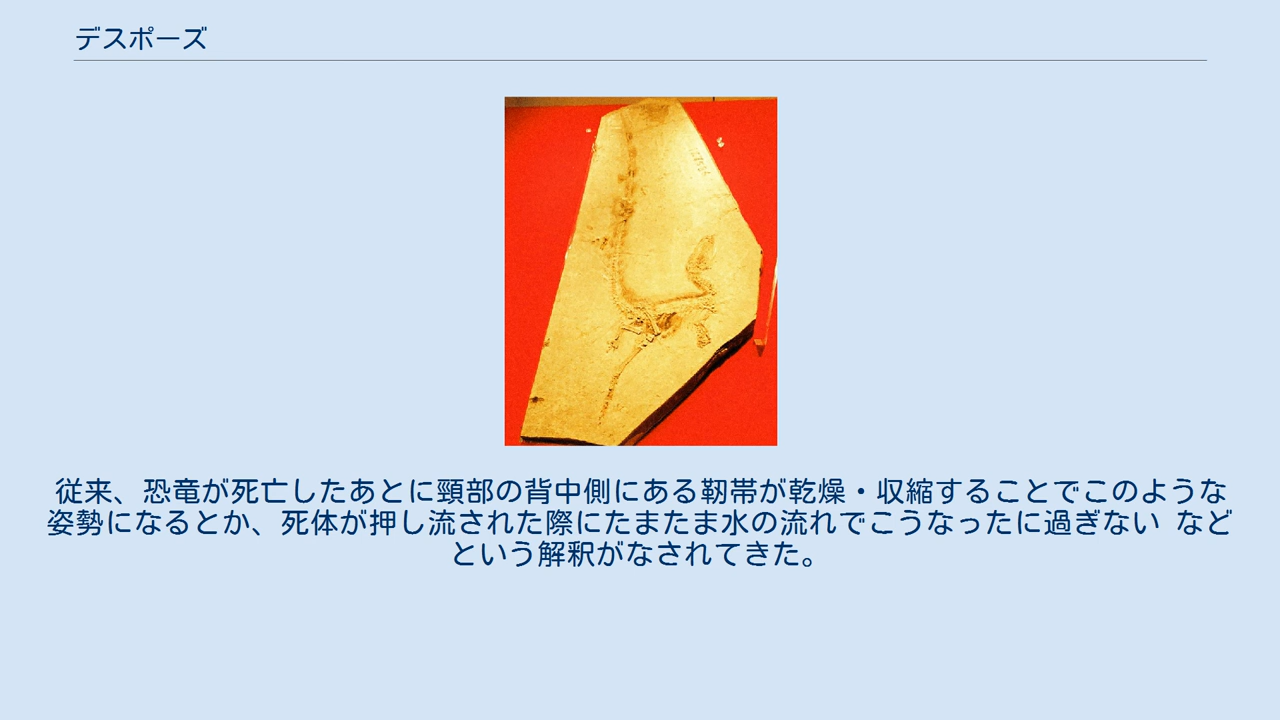 デスポーズ
従来、恐竜が死亡したあとに頸部の背中側にある靭帯が乾燥・収縮することでこのような
姿勢になるとか、死体が押し流された際にたまたま水の流れでこうなったに過ぎない など
という解釈がなされてきた。